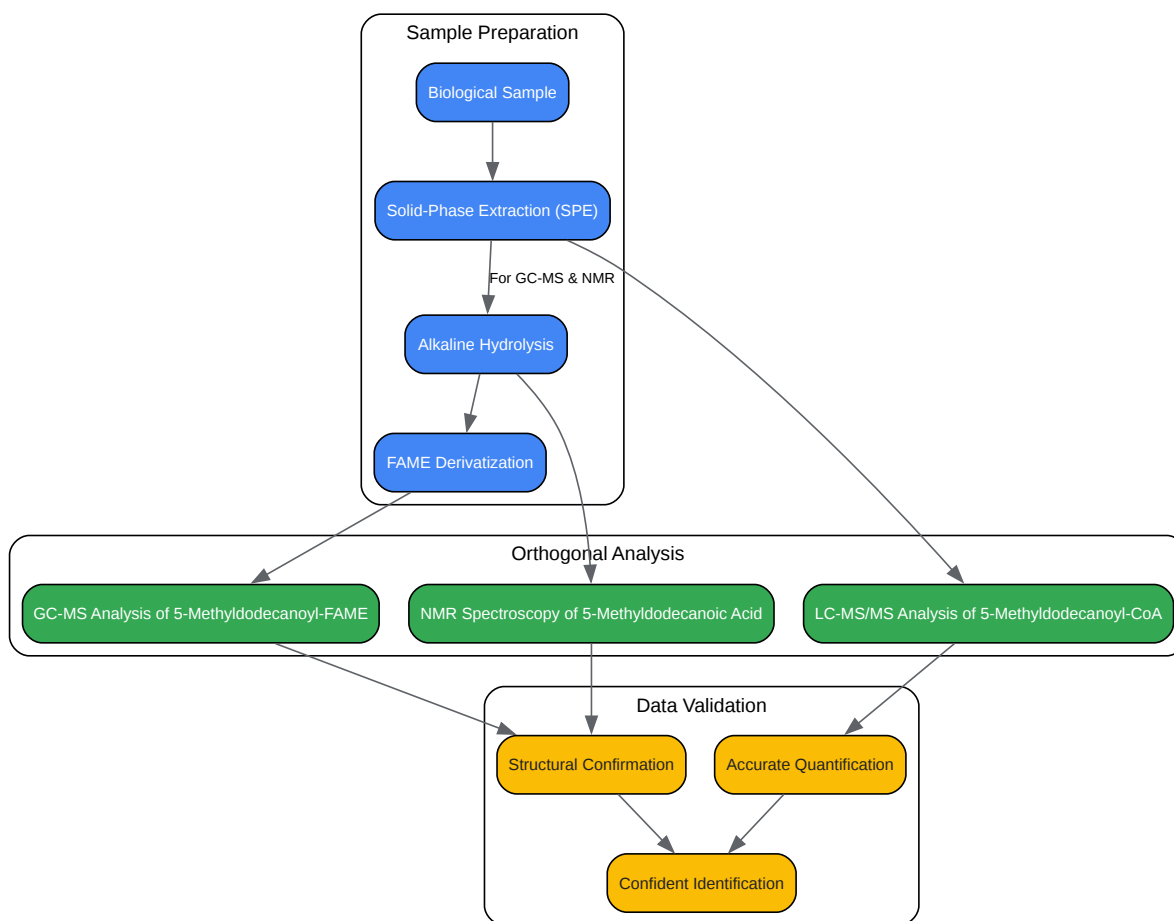 Sample Preparation
Biological Sample
Solid-Phase Extraction (SPE)
For GC-MS & NMR
Alkaline Hydrolysis
FAME Derivatization
Orthogonal Analysis
GC-MS Analysis of 5-Methyldodecanoyl-FAME
NMR Spectroscopy of 5-Methyldodecanoic Acid
LC-MS/MS Analysis of 5-Methyldodecanoyl-CoA
Data Validation
Structural Confirmation
Accurate Quantification
Confident Identification